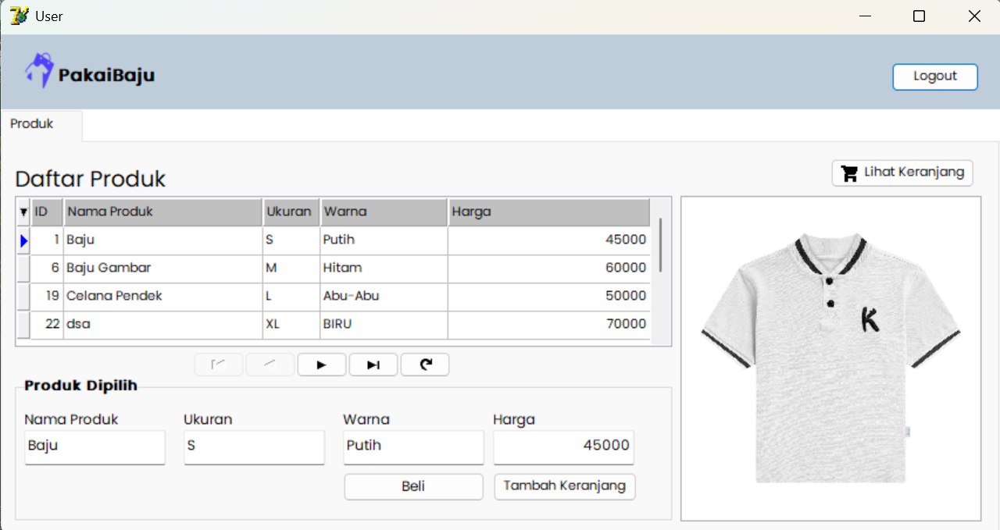 User
PakaiBaju
Logout
Produk
Daftar Produk
Lihat Keranjang
ID Nama Produk Ukuran Warna Harga
1 Baju S Putih 45000
6 Baju Gambar M Hitam 60000
19 Celana Pendek L Abu-Abu 50000
22 dsa XL BIRU 70000
Produk Dipilih
Nama Produk Ukuran Warna Harga
Baju S Putih 45000
Beli Tambah Keranjang
K